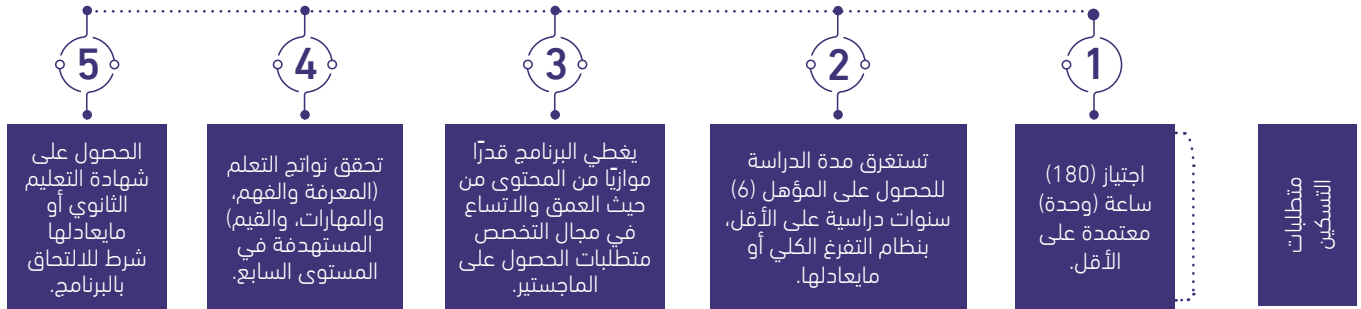 متطلبات
التسكين
1
اجتياز (180)
ساعة (وحدة)
معتمدة على
الأقل.
2
تستغرق مدة الدراسة
للحصول على المؤهل (6)
سنوات دراسية على الأقل،
بنظام التفرغ الكلي أو
مايعادلها.
3
يغطي البرنامج قدرًا
موازيًا من المحتوى من
حيث العمق والاتساع
في مجال التخصص
متطلبات الحصول على
الماجستير.
4
تحقق نواتج التعلم
(المعرفة والفهم،
والمهارات، والقيم)
المستهدفة في
المستوى السابع.
5
الحصول على
شهادة التعليم
الثانوي أو
مايعادلها
شرط للالتحاق
بالبرنامج.